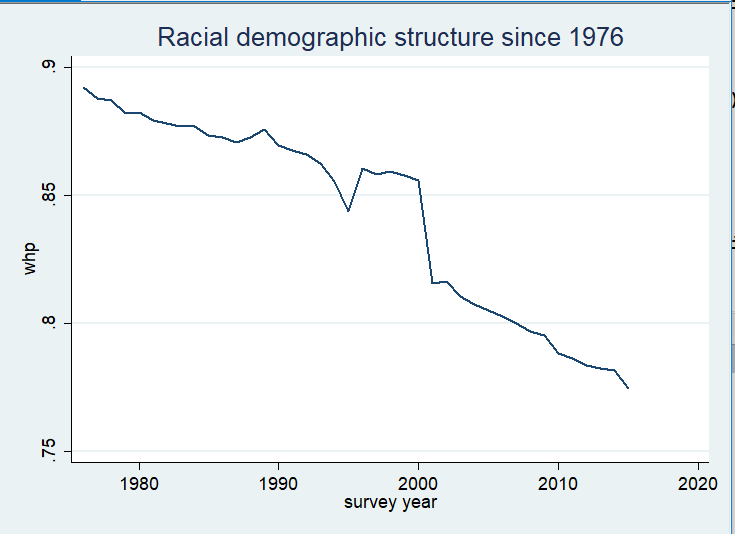 Racial demographic structure since 1976
.9
.85
.8
.75
whp
1980 1990 2000 2010 2020
survey year